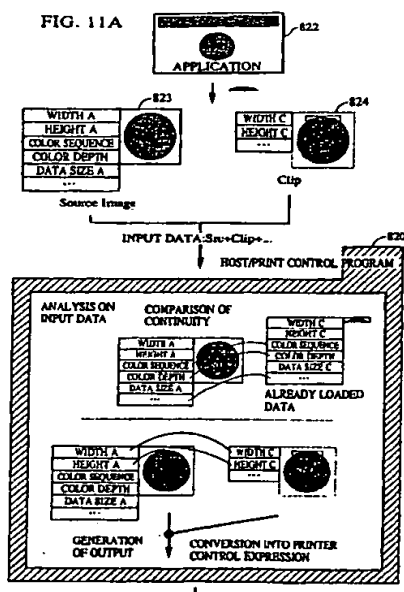 FIG. 11A
822
APPLICATION
823
WIDTH A
HEIGHT A
COLOR SEQUENCE
COLOR DEPTH
DATA SIZE A
...
Source Image
824
WIDTH C
HEIGHT C
...
Clip
INPUT DATA:Src+Clip+...
820
HOST/PRINT CONTROL PROGRAM
ANALYSIS ON
INPUT DATA
COMPARISON OF
CONTINUITY
WIDTH A
HEIGHT A
COLOR SEQUENCE
COLOR DEPTH
DATA SIZE A
...
WIDTH C
HEIGHT C
COLOR SEQUENCE
COLOR DEPTH
DATA SIZE C
...
ALREADY LOADED
DATA
WIDTH A
HEIGHT A
COLOR SEQUENCE
COLOR DEPTH
DATA SIZE A
...
WIDTH C
HEIGHT C
...
GENERATION
OF OUTPUT
CONVERSION INTO PRINTER
CONTROL EXPRESSION